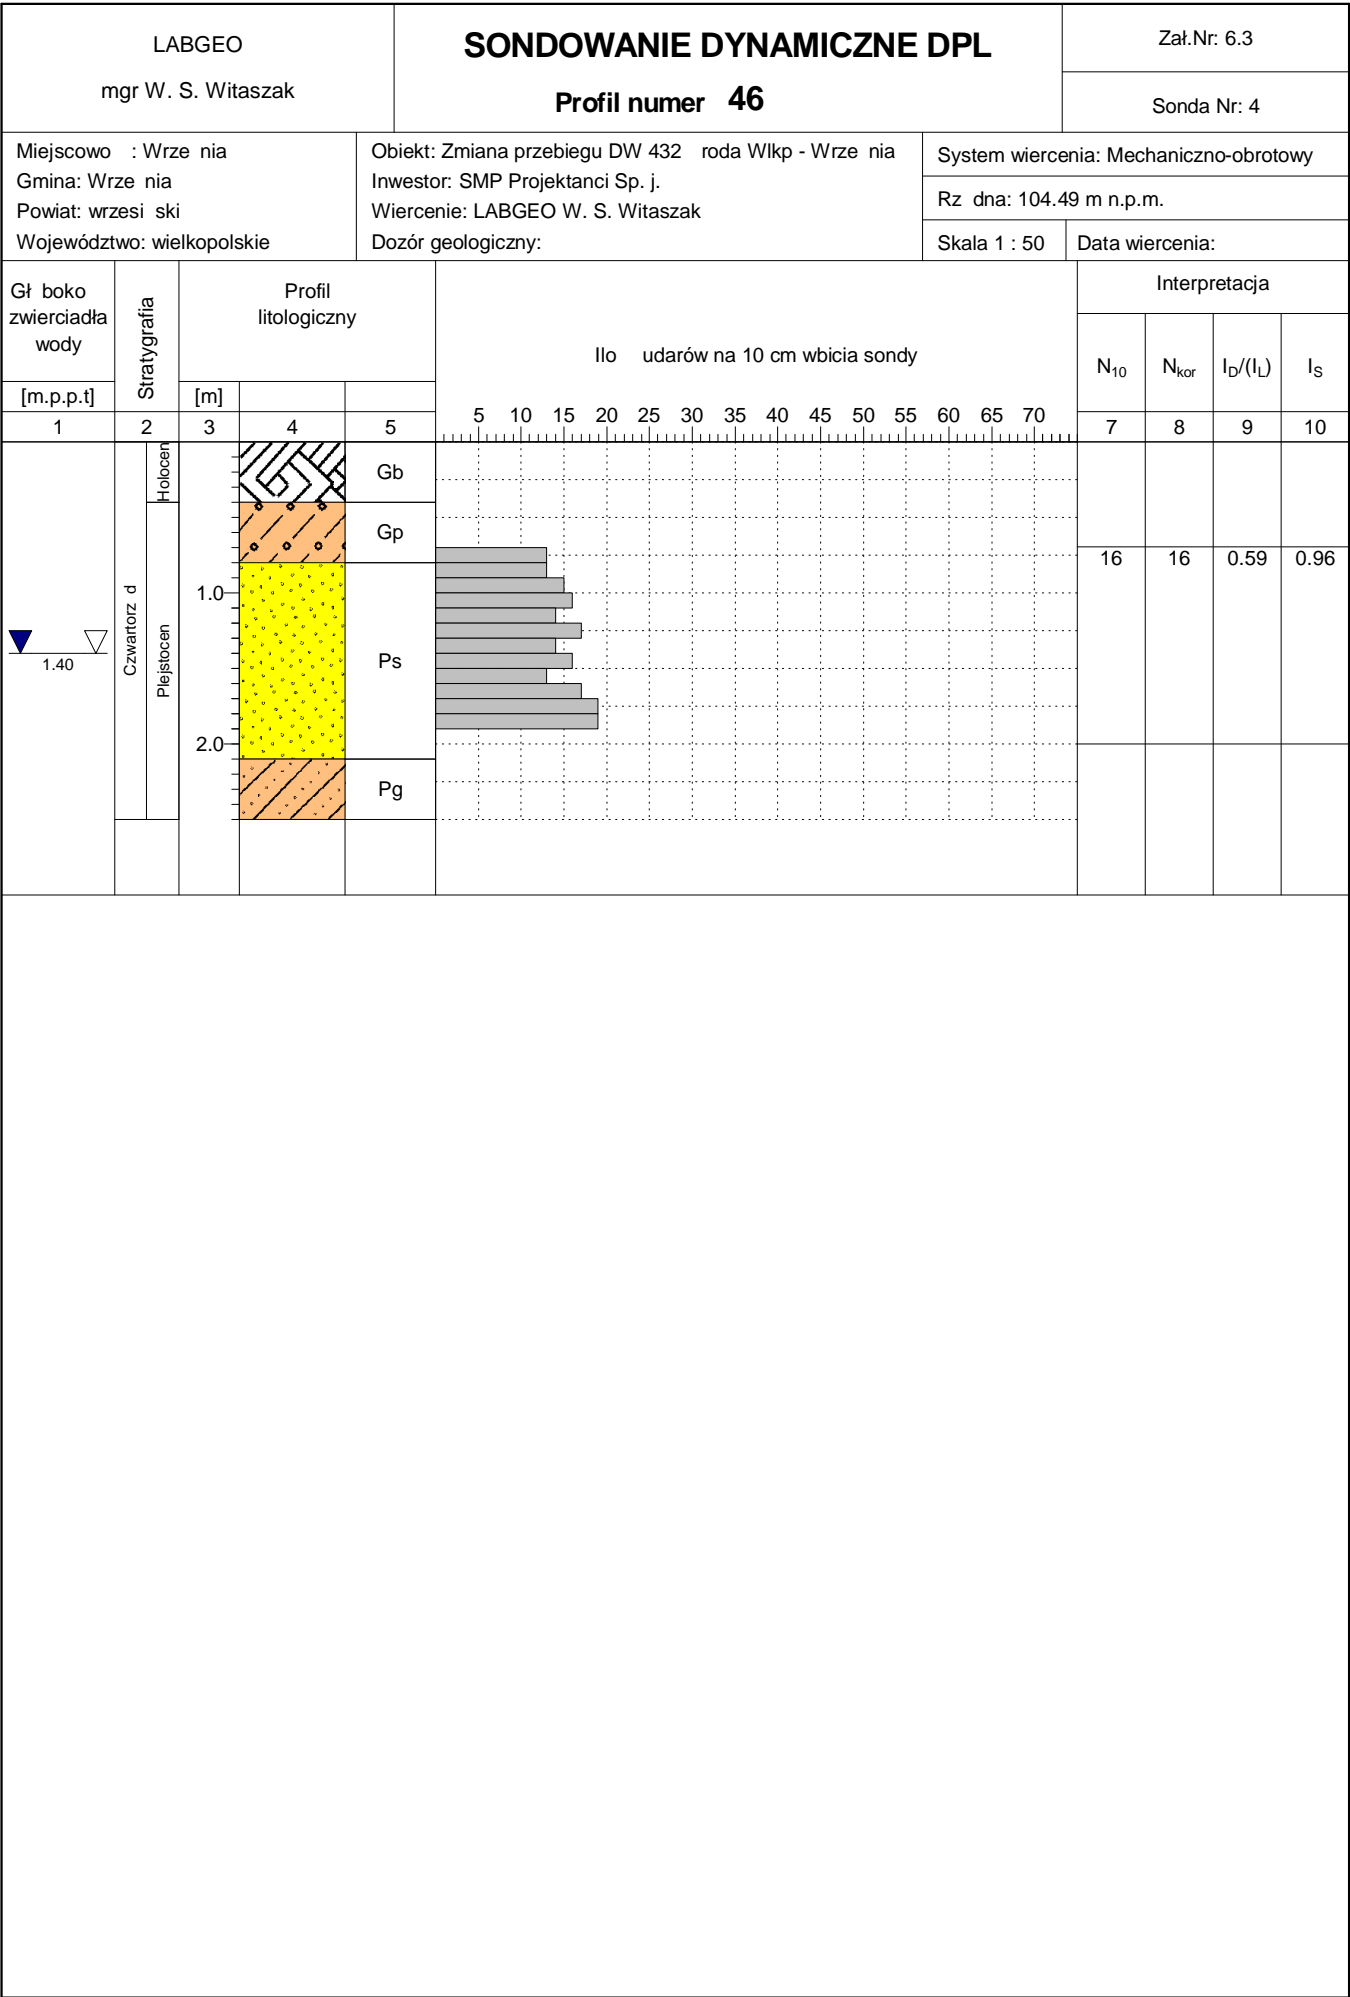 LABGEO
mgr W. S. Witaszak
SONDOWANIE DYNAMICZNE DPL
Profil numer 46
Zał.Nr: 6.3
Sonda Nr: 4
Miejscowo : Wrze nia
Gmina: Wrze nia
Powiat: wrzesi ski
Województwo: wielkopolskie
Obiekt: Zmiana przebiegu DW 432 roda Wlkp - Wrze nia
Inwestor: SMP Projektanci Sp. j.
Wiercenie: LABGEO W. S. Witaszak
Dozór geologiczny:
System wiercenia: Mechaniczno-obrotowy
Rz dna: 104.49 m n.p.m.
Skala 1 : 50 Data wiercenia:
Gł boko
zwierciadła
wody
[m.p.p.t]
Stratygrafia
Profil
litologiczny
[m]
Ilo udarów na 10 cm wbicia sondy
Interpretacja
N10 Nkor ID/(IL) IS
5 10 15 20 25 30 35 40 45 50 55 60 65 70
1 2 3 4 5 7 8 9 10
Holocen
Gb
Gp
16 16 0.59 0.96
1.0
Czwartorz d
Plejstocen
1.40
Ps
2.0
Pg